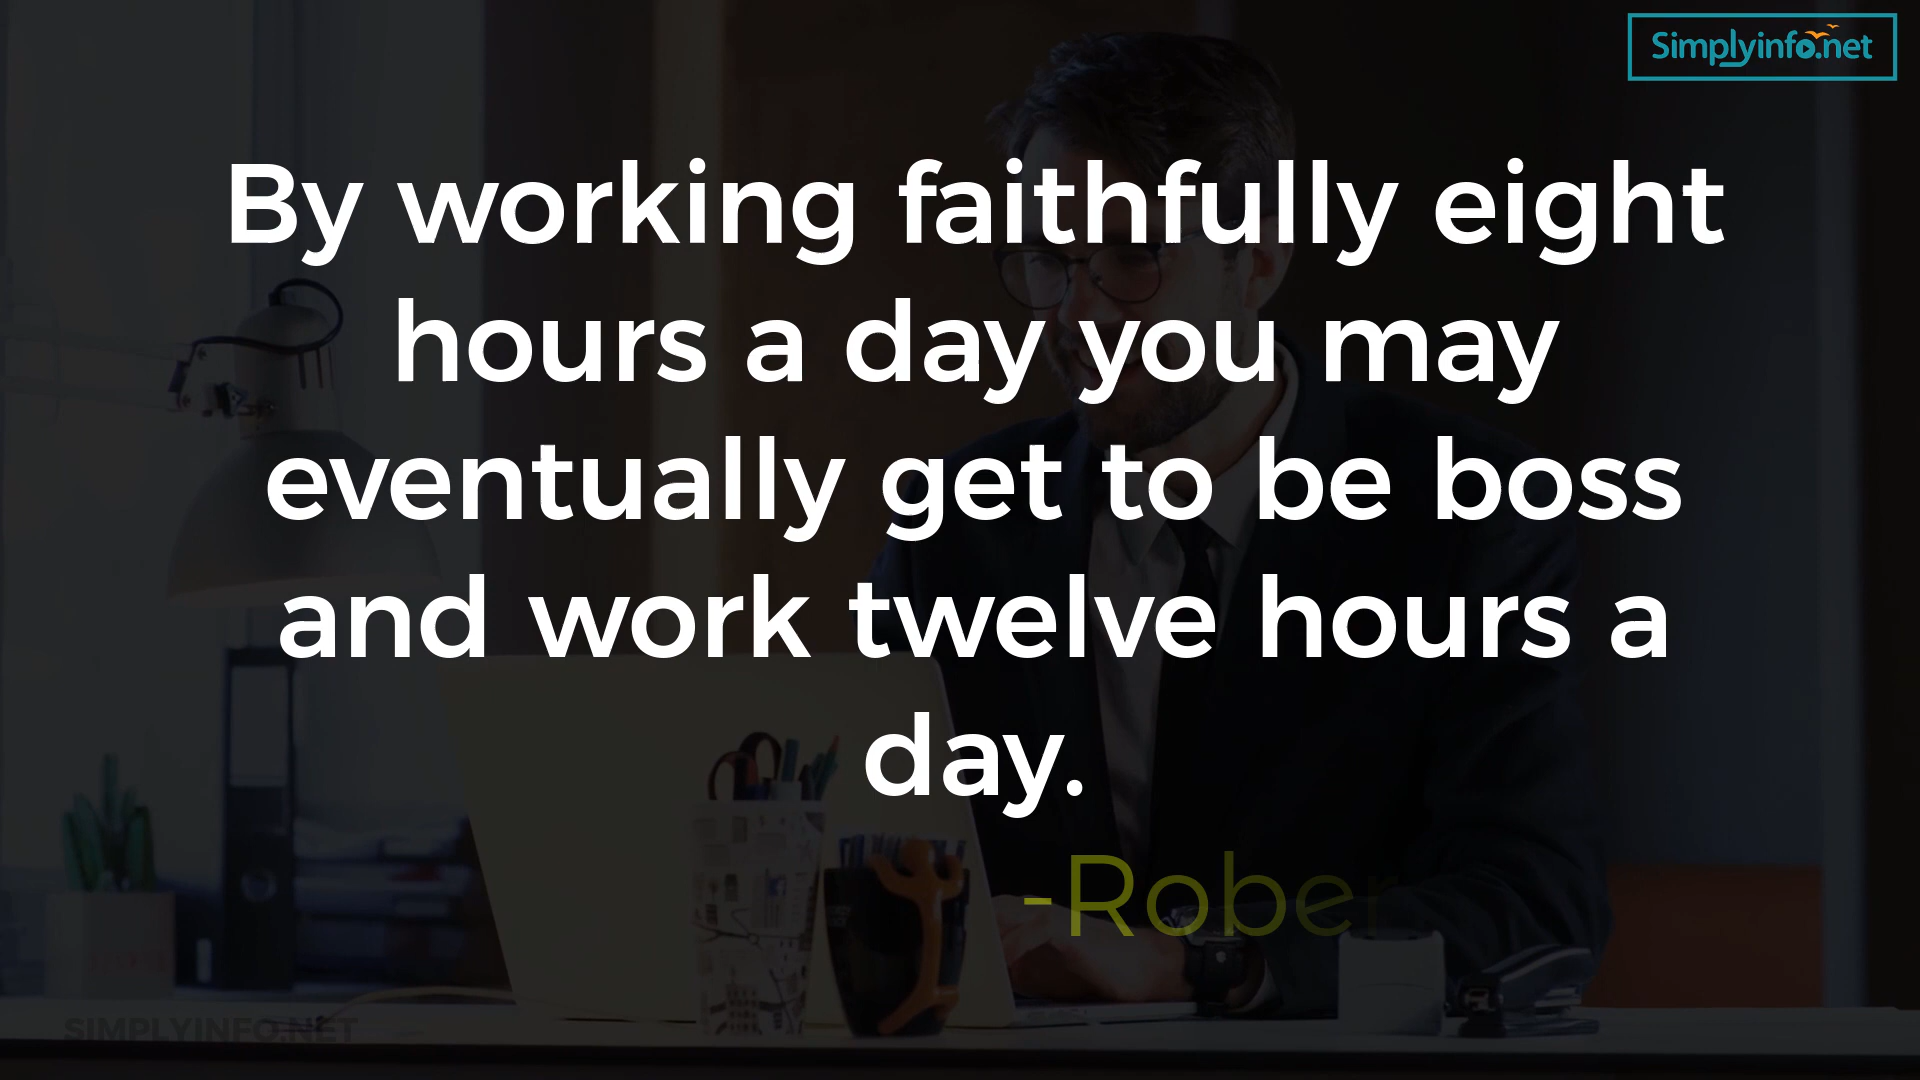 Simplyinfo.net
By working faithfully eight
hours a day you may
eventually get to be boss
and work twelve hours a
day.
-Rober
SIMPLYINFO.NET